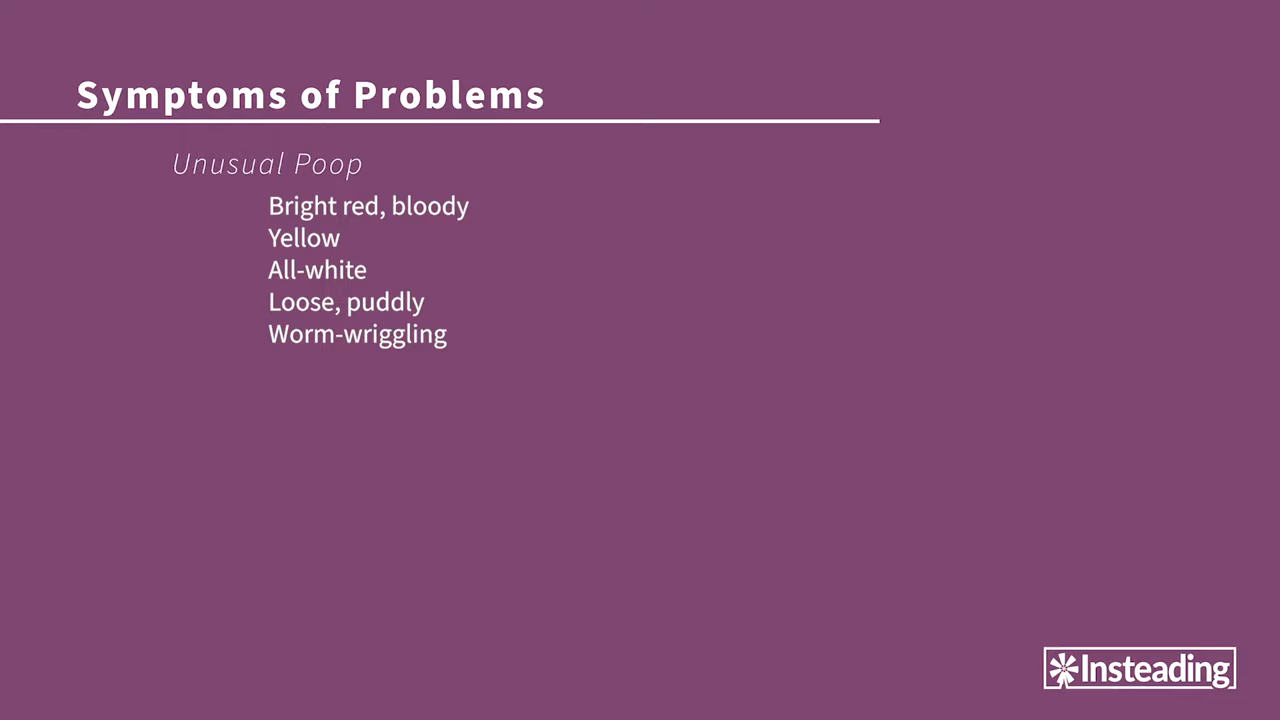 Symptoms of Problems
Unusual Poop
Bright red, bloody
Yellow
All-white
Loose, puddly
Worm-wriggling
Insteading